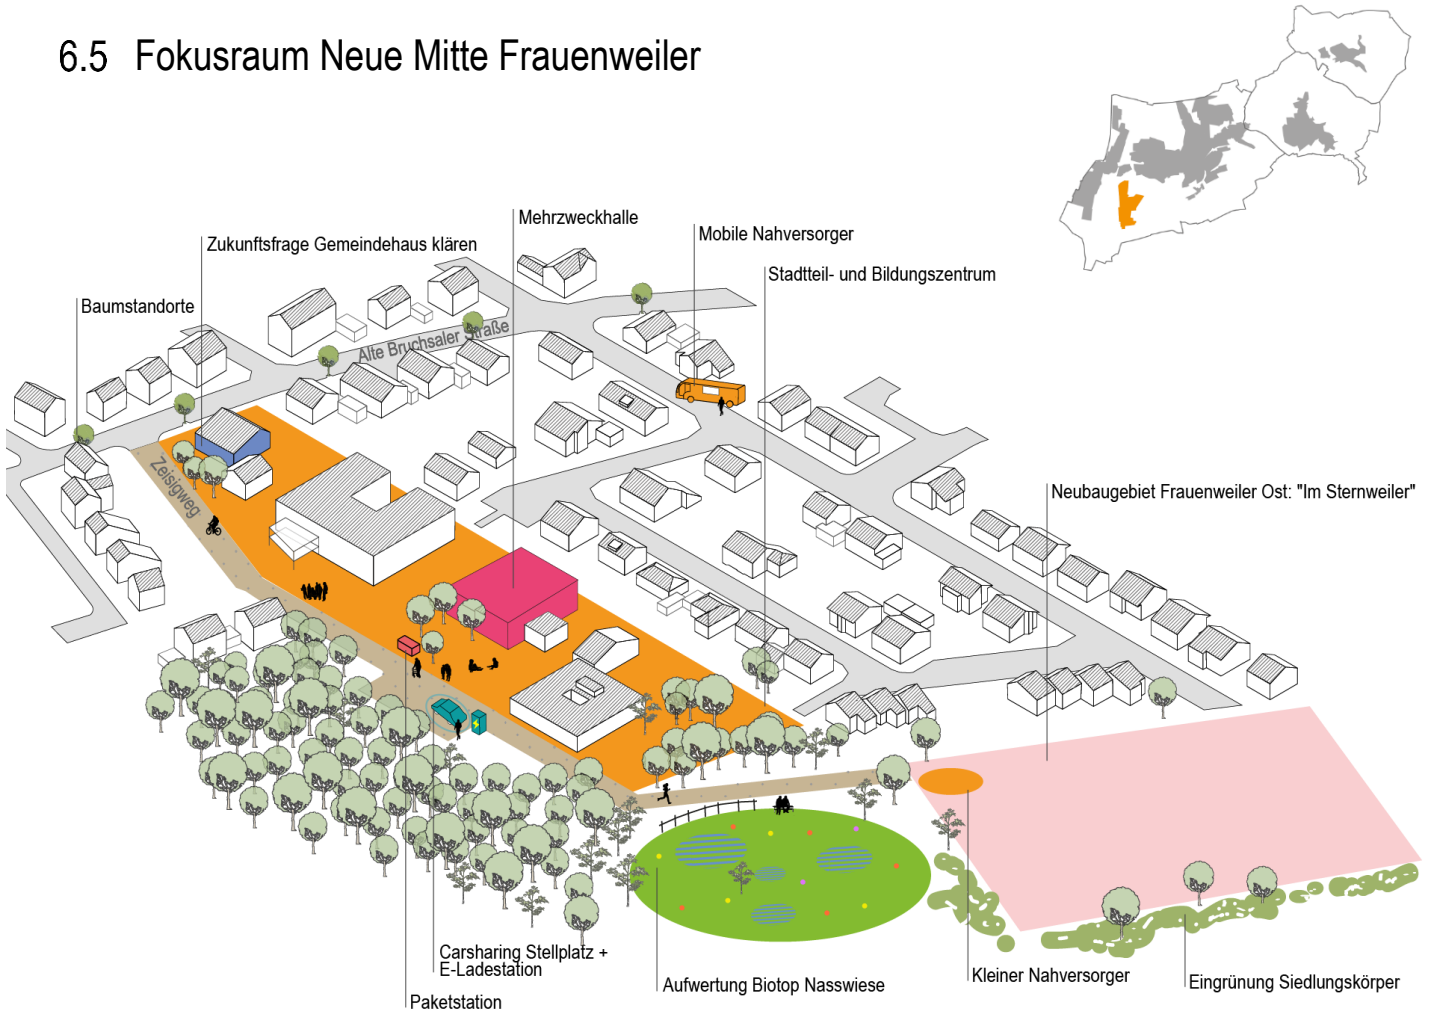 6.5 Fokusraum Neue Mitte Frauenweiler
Mehrzweckhalle
Mobile Nahversorger
Zukunftsfrage Gemeindehaus klären
Stadtteil- und Bildungszentrum
Baumstandorte
Alte Bruchsaler Straße
Zeisigweg
Neubaugebiet Frauenweiler Ost: "Im Sternweiler"
Carsharing Stellplatz +
E-Ladestation
Paketstation
Aufwertung Biotop Nasswiese
Kleiner Nahversorger
Eingrünung Siedlungskörper